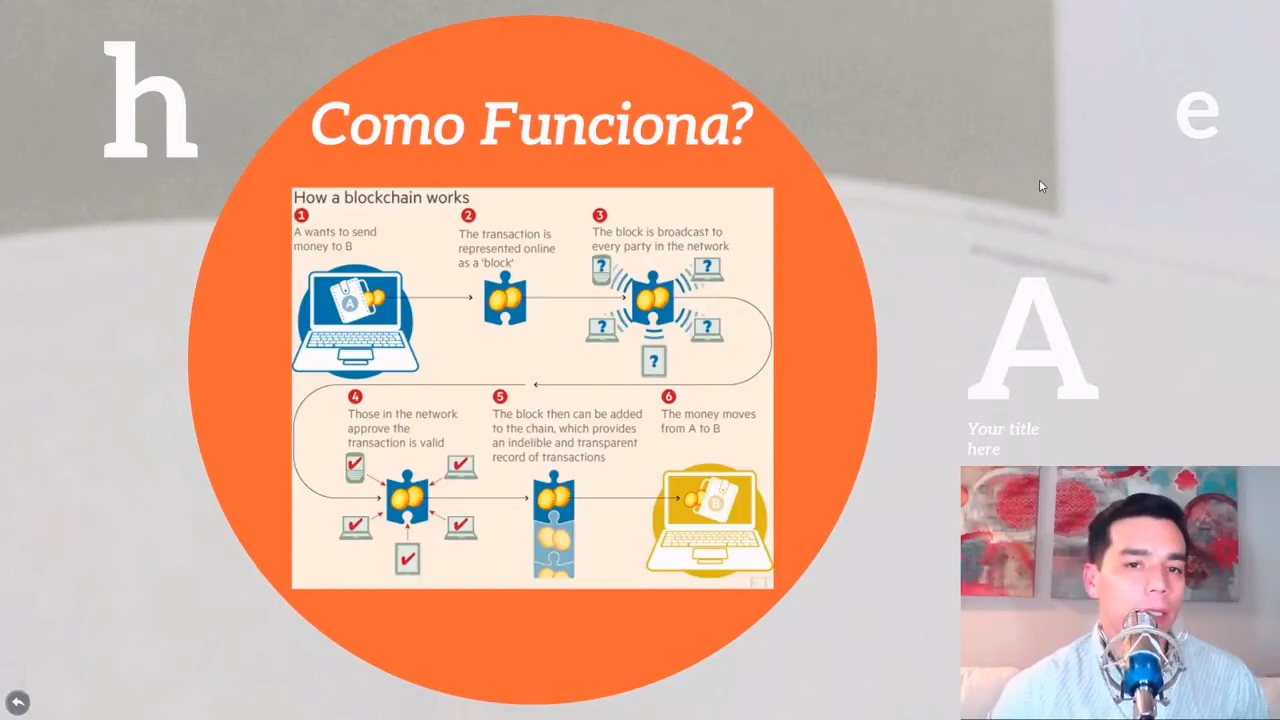 h
e
Como Funciona?
How a blockchain works
1
A wants to send
money to B
2
The transaction is
represented online
as a 'block'
3
The block is broadcast to
every party in the network
A
?
?
?
?
?
4
Those in the network
approve the
transaction is valid
5
The block then can be added
to the chain, which provides
an indelible and transparent
record of transactions
6
The money moves
from A to B
B
A
Your title
here